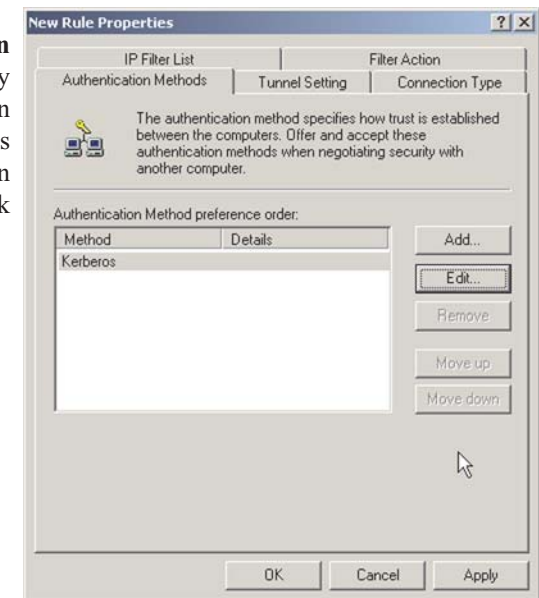 New Rule Properties
IP Filter List Filter Action
Authentication Methods Tunnel Setting Connection Type
The authentication method specifies how trust is established
between the computers. Offer and accept these
authentication methods when negotiating security with
another computer.
Authentication Method preference order:
Method Details
Kerberos
Add...
Edit...
Remove
Move up
Move down
OK Cancel Apply
n
y
n
s
n
k